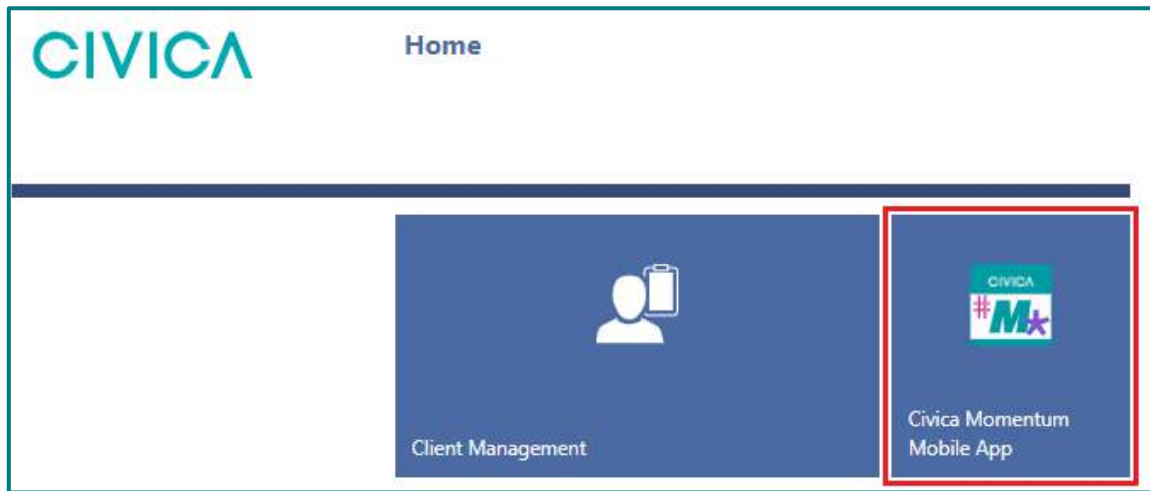 CIVICA
Home
CIVICA
#M*
Client Management
Civica Momentum
Mobile App